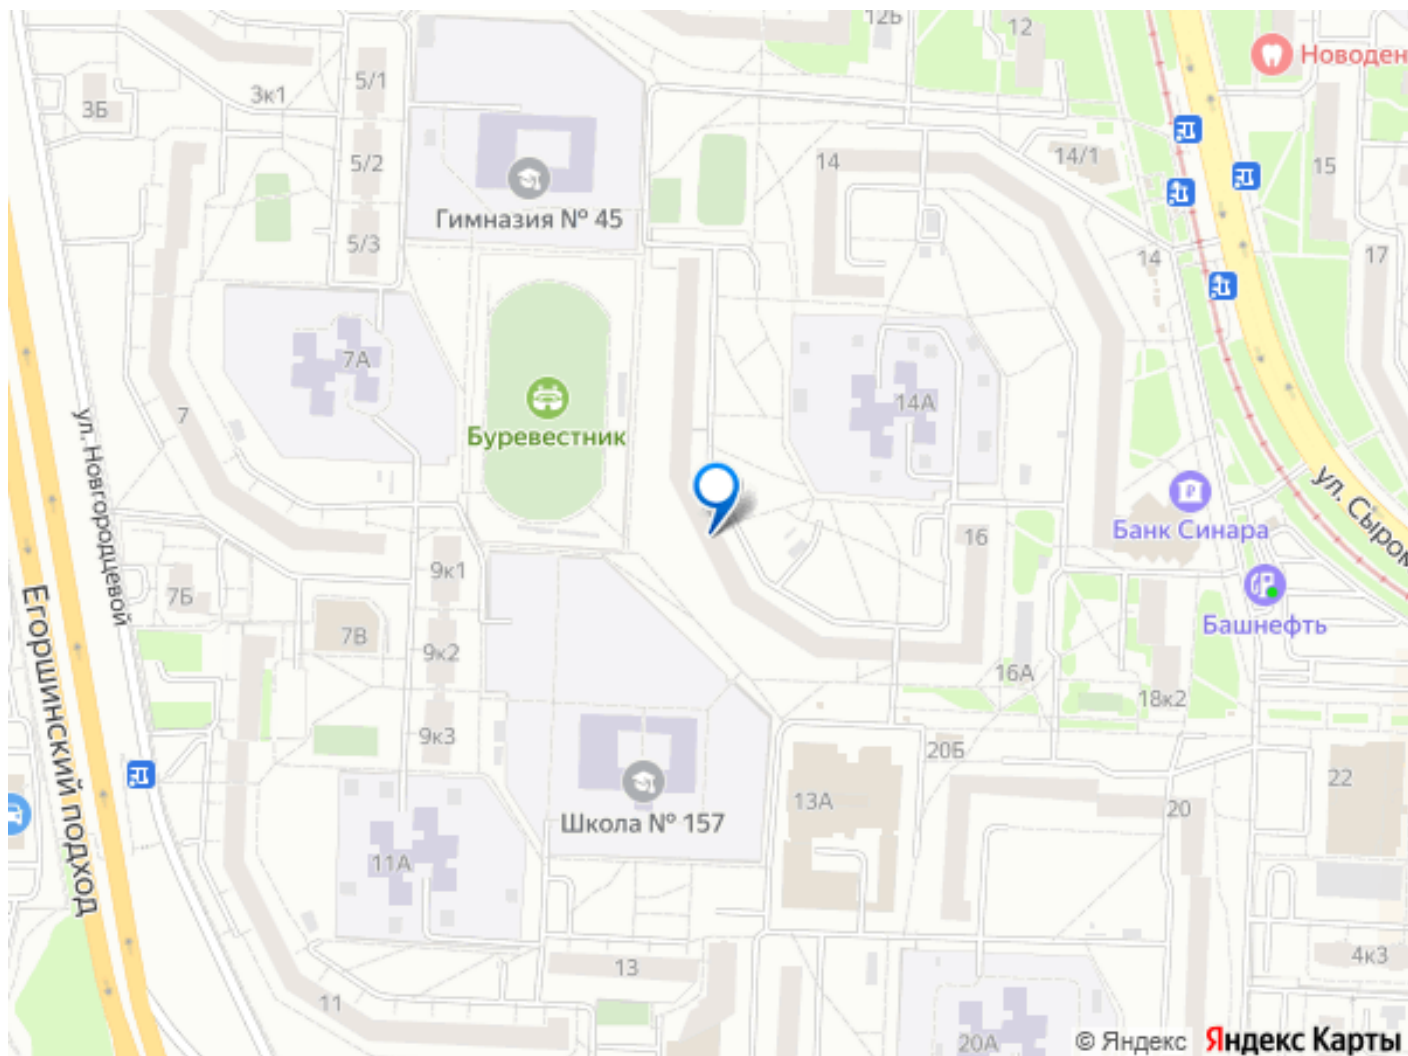 12Б
12
Новоден
3Б
3к1
5/1
5/2
5/3
Гимназия № 45
14
14/1
15
17
14
7А
7
Буревестник
14А
ул. Новгородцевой
ул. Сыром
Банк Синара
16
Башнефть
7Б
9к1
7В
9к2
9к3
16А
18к2
Егоршинский подход
20Б
13А
20
22
Школа № 157
11А
11
13
4к3
20А
© Яндекс
Яндекс Карты